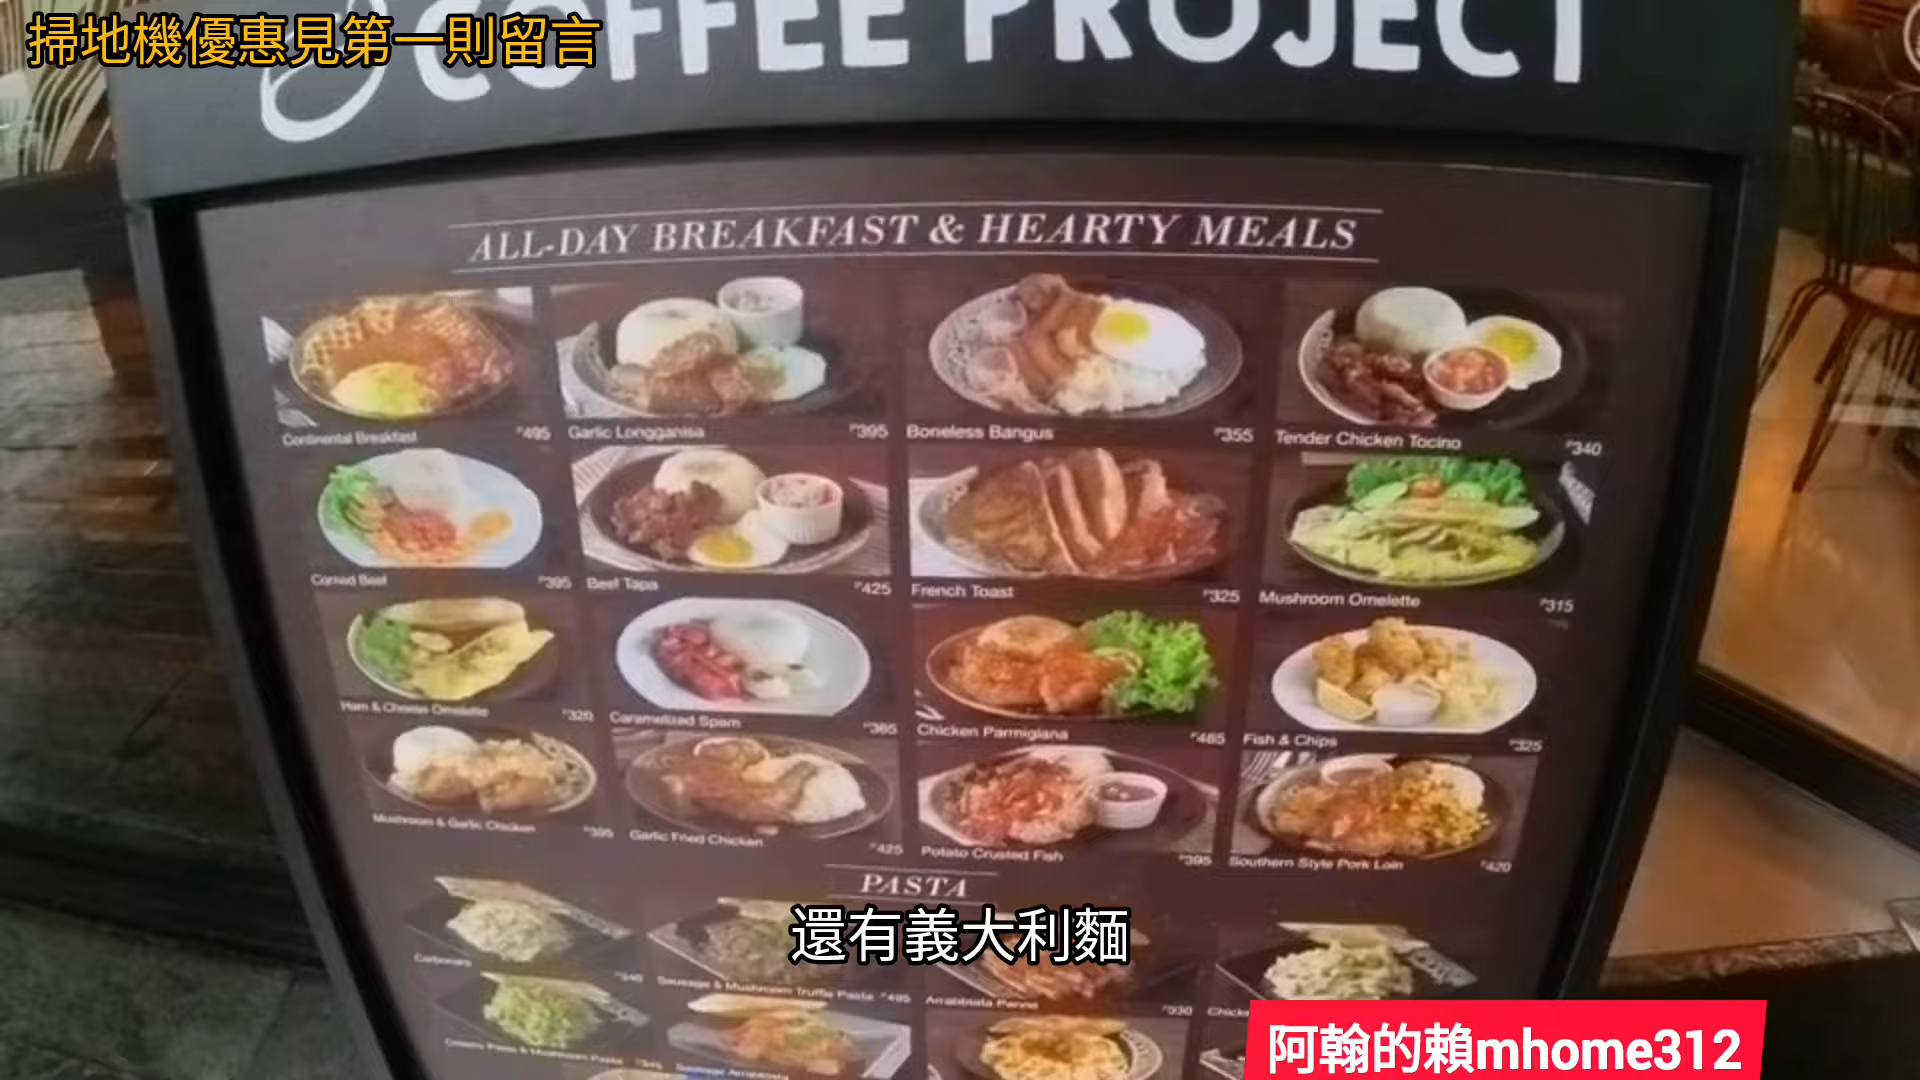 掃地機優惠見第一則留言
COFFEE PROJECT
ALL-DAY BREAKFAST & HEARTY MEALS
Continental Breakfast ₱495
Garlic Longganisa ₱395
Boneless Bangus ₱355
Tender Chicken Tocino ₱340
Corned Beef ₱395
Beef Tapa ₱425
French Toast ₱325
Mushroom Omelette ₱315
Ham & Cheese Omelette ₱320
Caramelized Spam ₱365
Chicken Parmigiana ₱485
Fish & Chips ₱325
Mushroom & Garlic Chicken ₱395
Garlic Fried Chicken ₱425
Potato Crusted Fish ₱395
Southern Style Pork Loin ₱420
PASTA
還有義大利麵
Carbonara ₱340
Sausage & Mushroom Truffle Pasta ₱495
Arrabbiata Penne ₱330
阿翰的賴mhome312